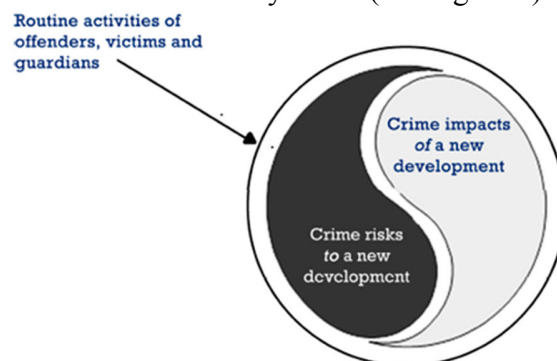 Routine activities of
offenders, victims and
guardians
Crime impacts
of a new
development
Crime risks
to a new
development